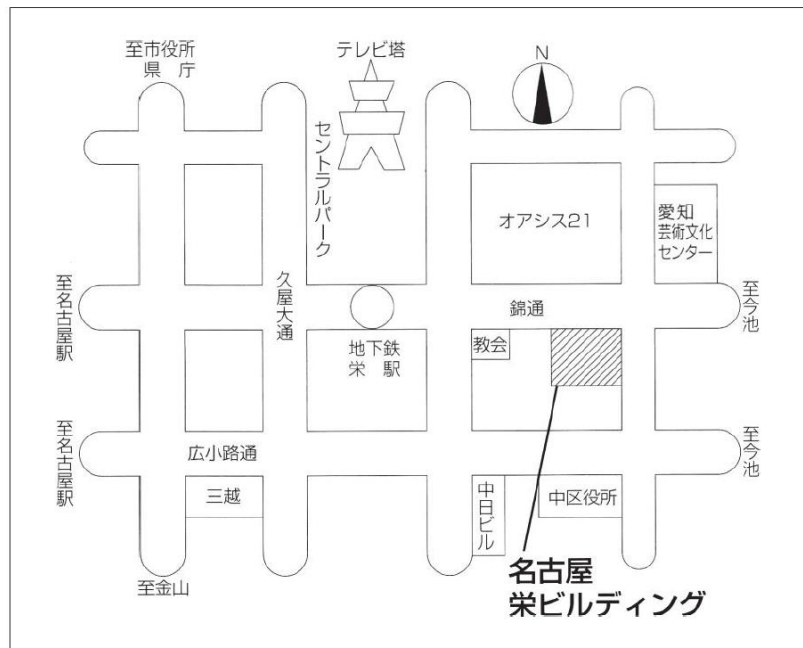 至市役所
県庁
テレビ塔
N
セントラルパーク
オアシス21
愛知
芸術文化
センター
至名古屋駅
久屋大通
錦通
至今池
地下鉄
栄駅
教会
至名古屋駅
広小路通
至今池
三越
中日ビル
中区役所
至金山
名古屋
栄ビルディング